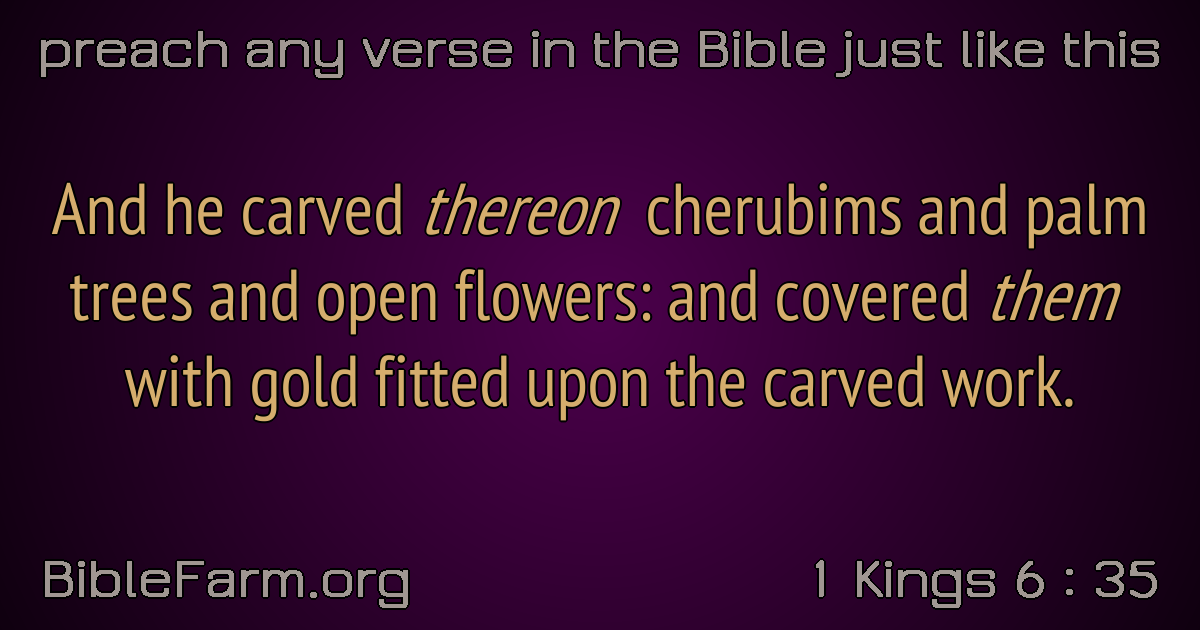 preach any verse in the Bible just like this
And he carved thereon cherubims and palm
trees and open flowers: and covered them
with gold fitted upon the carved work.
BibleFarm.org
1 Kings 6 : 35